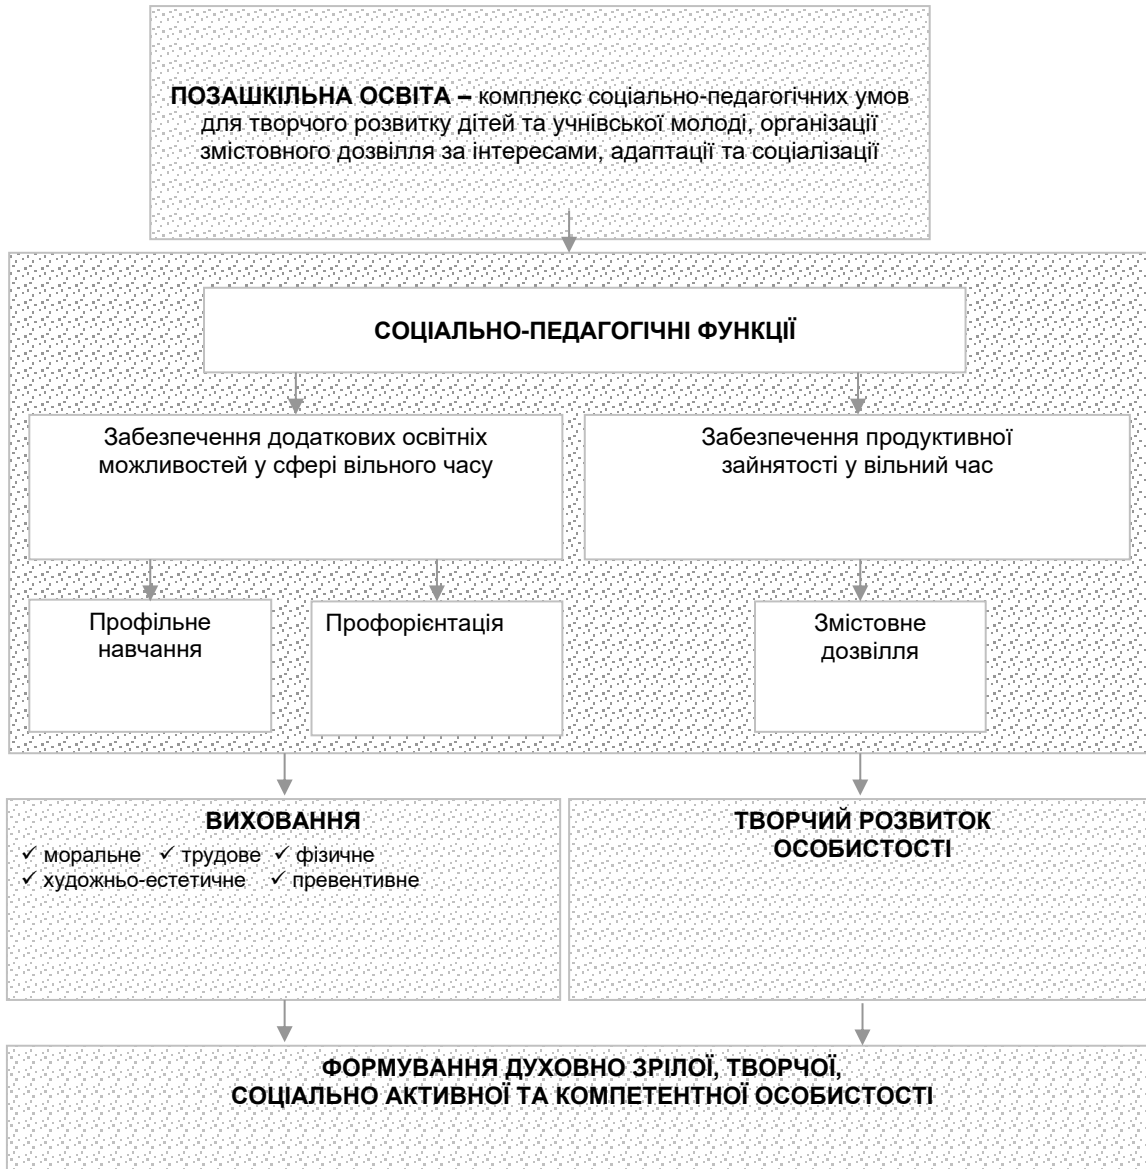 ПОЗАШКІЛЬНА ОСВІТА – комплекс соціально-педагогічних умов
для творчого розвитку дітей та учнівської молоді, організації
змістовного дозвілля за інтересами, адаптації та соціалізації
СОЦІАЛЬНО-ПЕДАГОГІЧНІ ФУНКЦІЇ
Забезпечення додаткових освітніх
можливостей у сфері вільного часу
Забезпечення продуктивної
зайнятості у вільний час
Профільне
навчання
Профорієнтація
Змістовне
дозвілля
ВИХОВАННЯ
✓ моральне ✓ трудове ✓ фізичне
✓ художньо-естетичне ✓ превентивне
ТВОРЧИЙ РОЗВИТОК
ОСОБИСТОСТІ
ФОРМУВАННЯ ДУХОВНО ЗРІЛОЇ, ТВОРЧОЇ,
СОЦІАЛЬНО АКТИВНОЇ ТА КОМПЕТЕНТНОЇ ОСОБИСТОСТІ